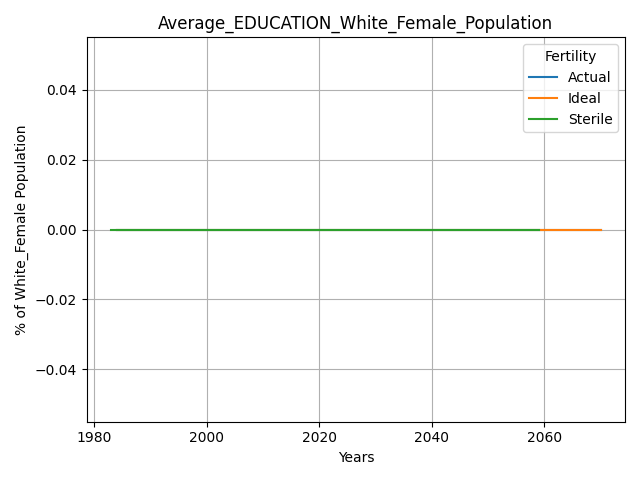 Average_EDUCATION_White_Female_Population
Fertility
Actual
Ideal
Sterile
% of White_Female Population
0.04
0.02
0.00
−0.02
−0.04
1980 2000 2020 2040 2060
Years